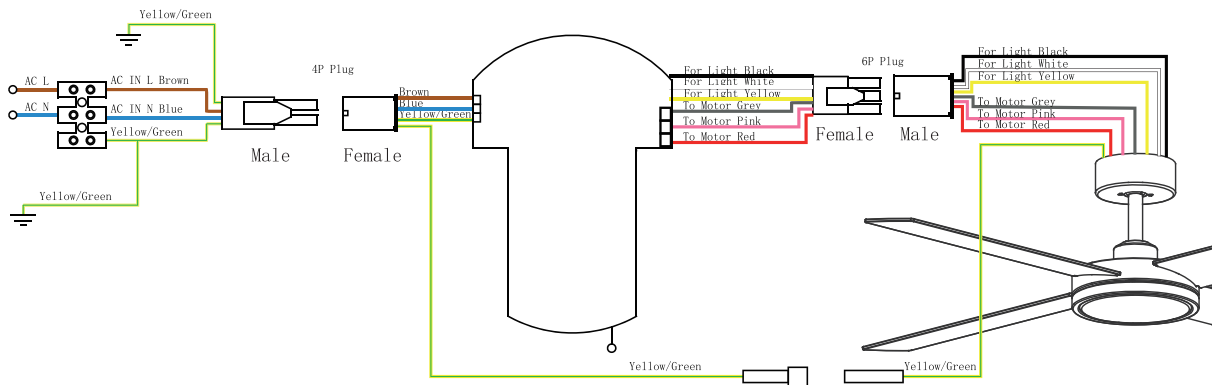 Yellow/Green
AC L
AC IN L Brown
AC N
AC IN N Blue
Yellow/Green
Yellow/Green
Male
4P Plug
Female
Brown
Blue
Yellow/Green
For Light Black
For Light White
For Light Yellow
To Motor Grey
To Motor Pink
To Motor Red
6P Plug
Female
Male
For Light Black
For Light White
For Light Yellow
To Motor Grey
To Motor Pink
To Motor Red
Yellow/Green
Yellow/Green